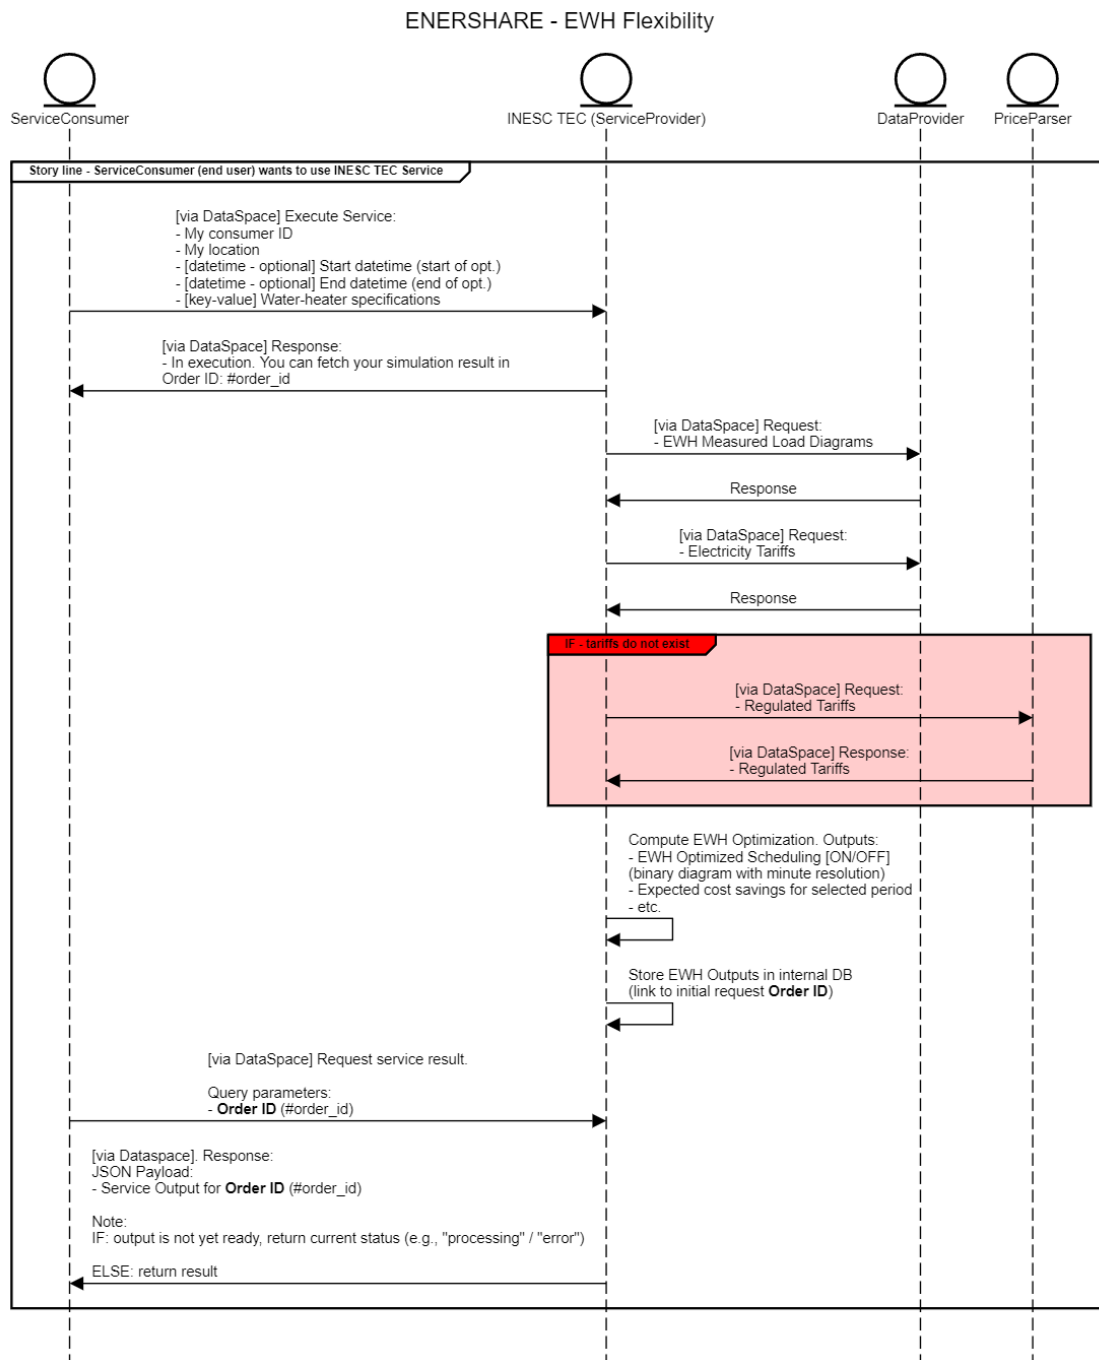 ENERSHARE - EWH Flexibility
ServiceConsumer
INESC TEC (ServiceProvider)
DataProvider
PriceParser
Story line - ServiceConsumer (end user) wants to use INESC TEC Service
[via DataSpace] Execute Service:
- My consumer ID
- My location
- [datetime - optional] Start datetime (start of opt.)
- [datetime - optional] End datetime (end of opt.)
- [key-value] Water-heater specifications
[via DataSpace] Response:
- In execution. You can fetch your simulation result in
Order ID: #order_id
[via DataSpace] Request:
- EWH Measured Load Diagrams
Response
[via DataSpace] Request:
- Electricity Tariffs
Response
IF - tariffs do not exist
[via DataSpace] Request:
- Regulated Tariffs
[via DataSpace] Response:
- Regulated Tariffs
Compute EWH Optimization. Outputs:
- EWH Optimized Scheduling [ON/OFF]
(binary diagram with minute resolution)
- Expected cost savings for selected period
- etc.
Store EWH Outputs in internal DB
(link to initial request Order ID)
[via DataSpace] Request service result.
Query parameters:
- Order ID (#order_id)
[via Dataspace]. Response:
JSON Payload:
- Service Output for Order ID (#order_id)
Note:
IF: output is not yet ready, return current status (e.g., "processing" / "error")
ELSE: return result